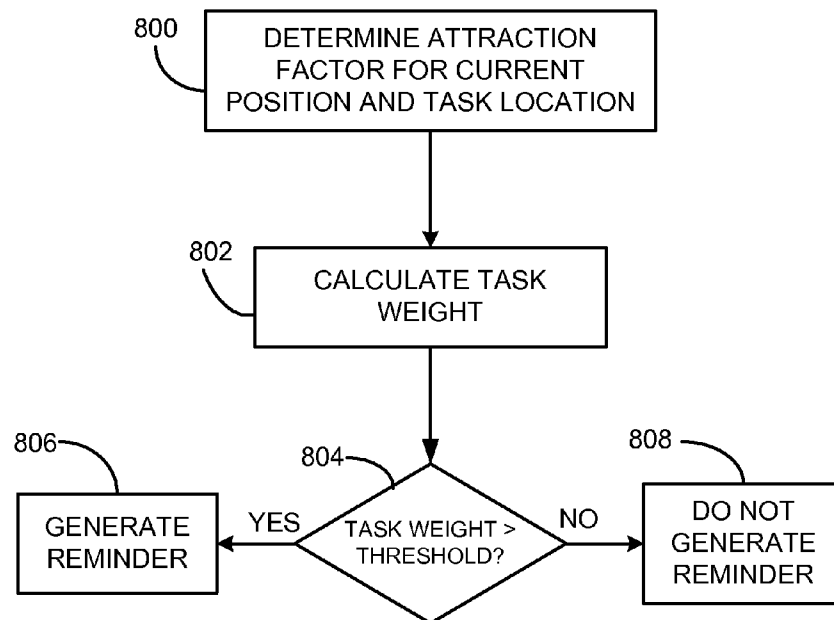 800
DETERMINE ATTRACTION
FACTOR FOR CURRENT
POSITION AND TASK LOCATION
802
CALCULATE TASK
WEIGHT
806
GENERATE
REMINDER
YES
804
TASK WEIGHT >
THRESHOLD?
NO
808
DO NOT
GENERATE
REMINDER